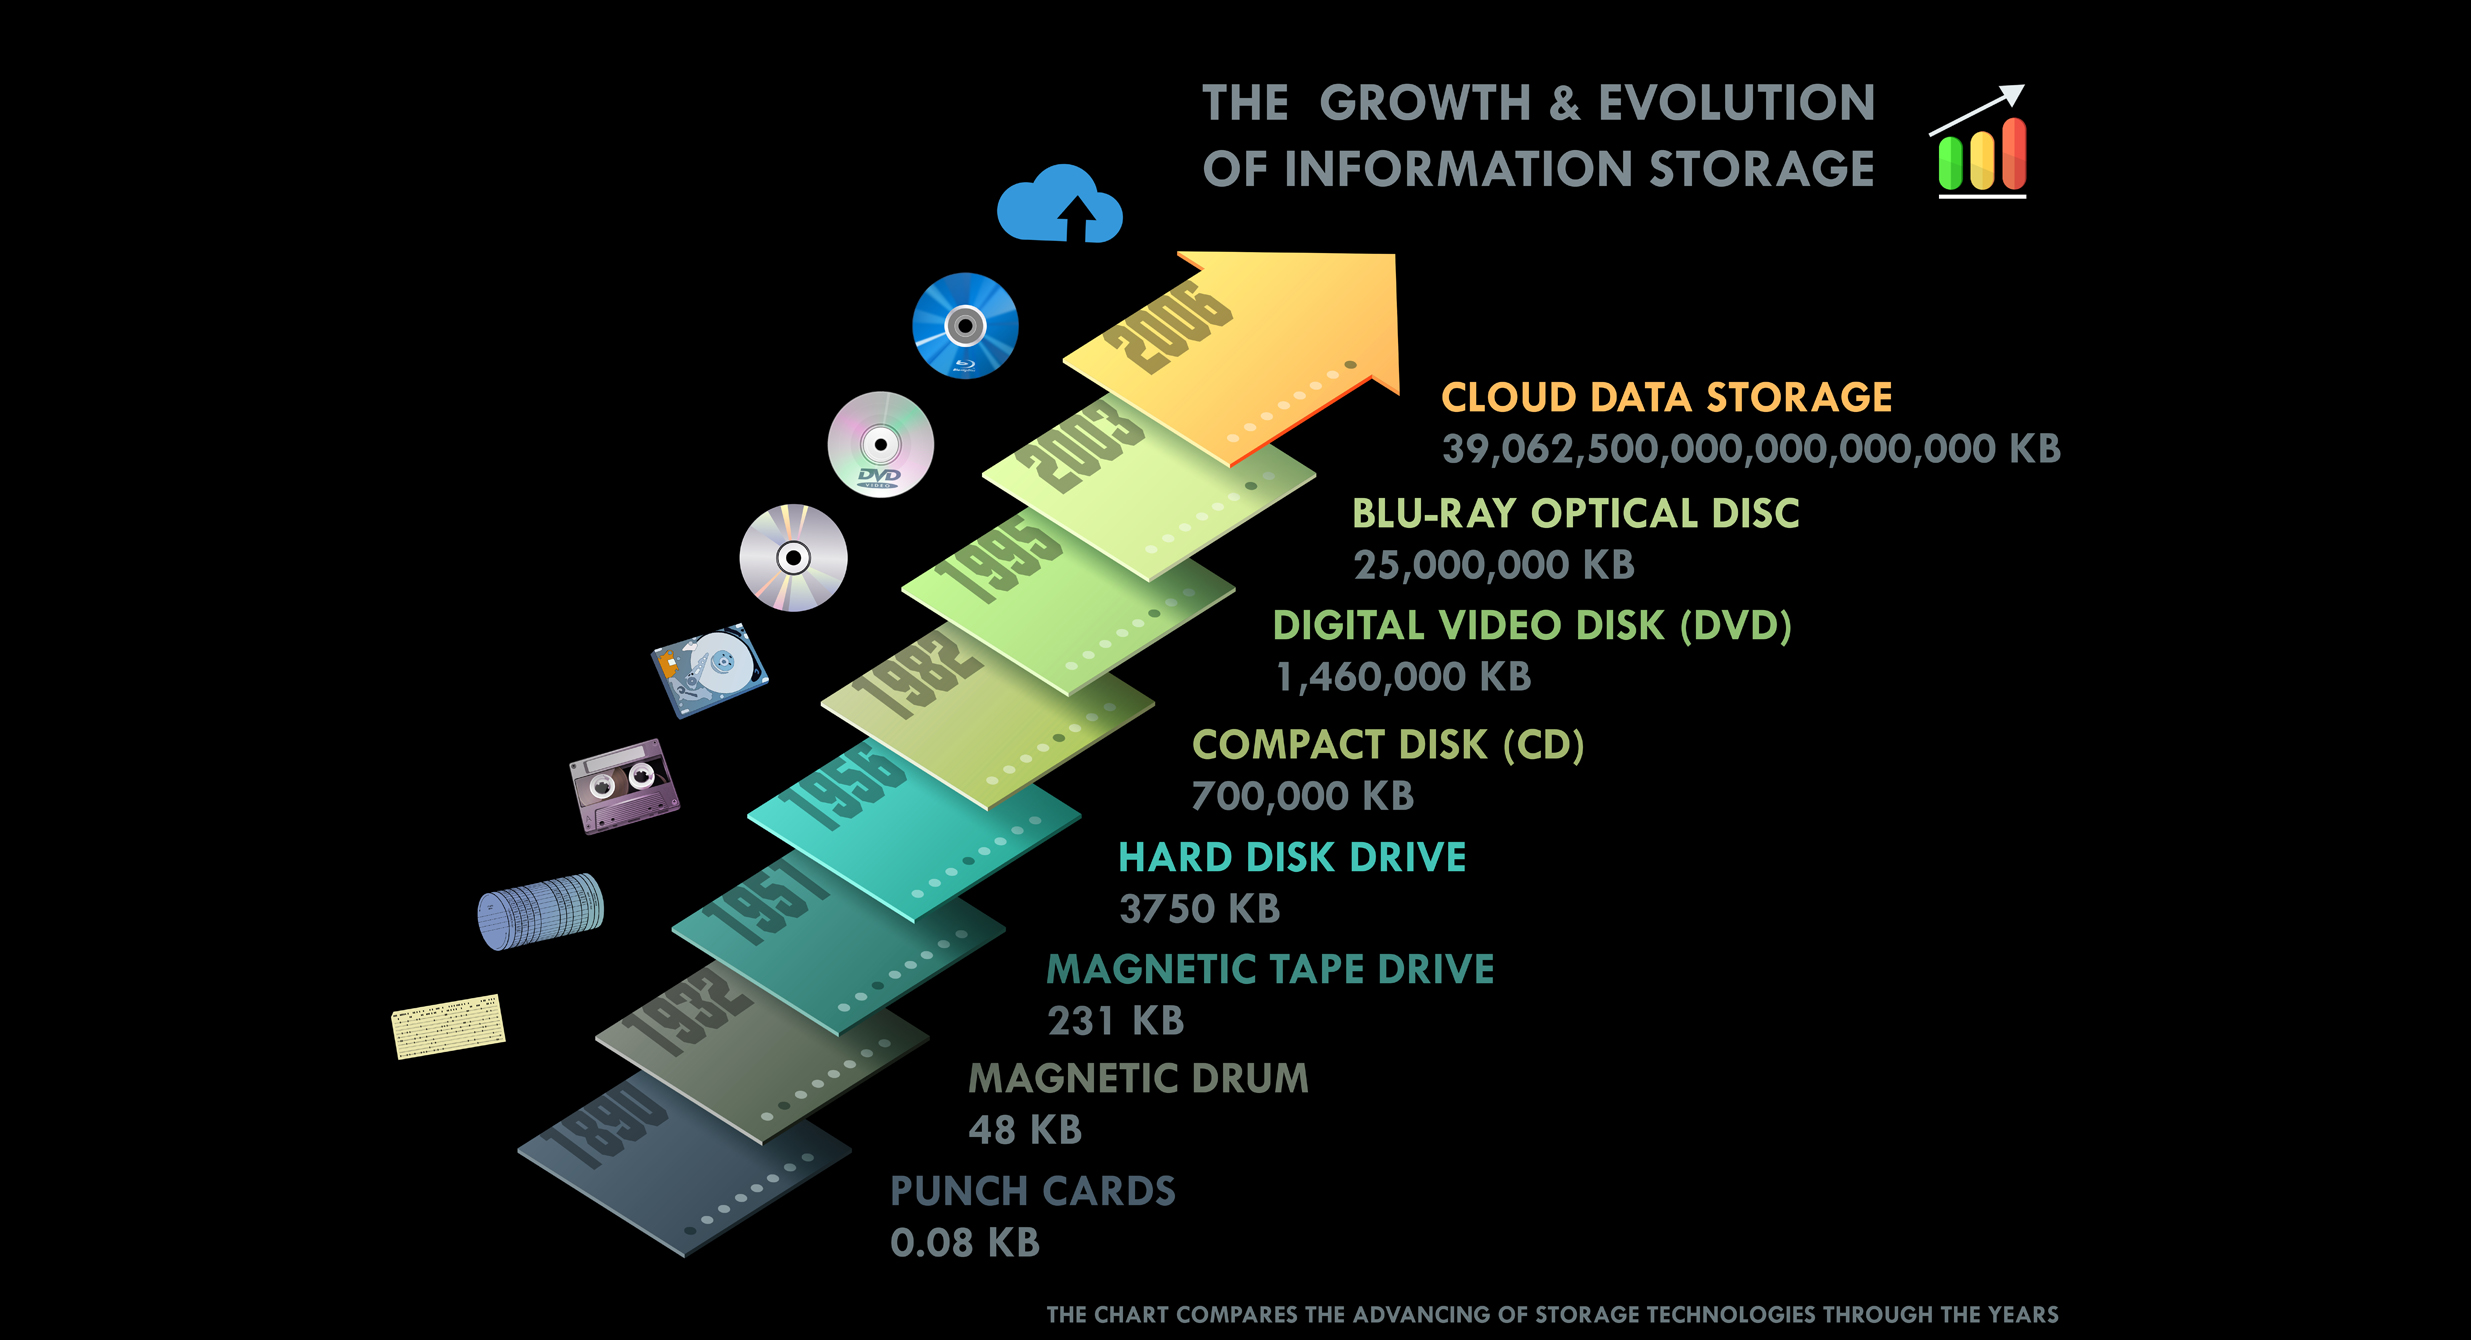 THE GROWTH & EVOLUTION
OF INFORMATION STORAGE
2006
CLOUD DATA STORAGE
39,062,500,000,000,000,000 KB
2003
BLU-RAY OPTICAL DISC
25,000,000 KB
1995
DIGITAL VIDEO DISK (DVD)
1,460,000 KB
DVD
VIDEO
1982
COMPACT DISK (CD)
700,000 KB
1956
HARD DISK DRIVE
3750 KB
1951
MAGNETIC TAPE DRIVE
231 KB
1932
MAGNETIC DRUM
48 KB
1890
PUNCH CARDS
0.08 KB
THE CHART COMPARES THE ADVANCING OF STORAGE TECHNOLOGIES THROUGH THE YEARS